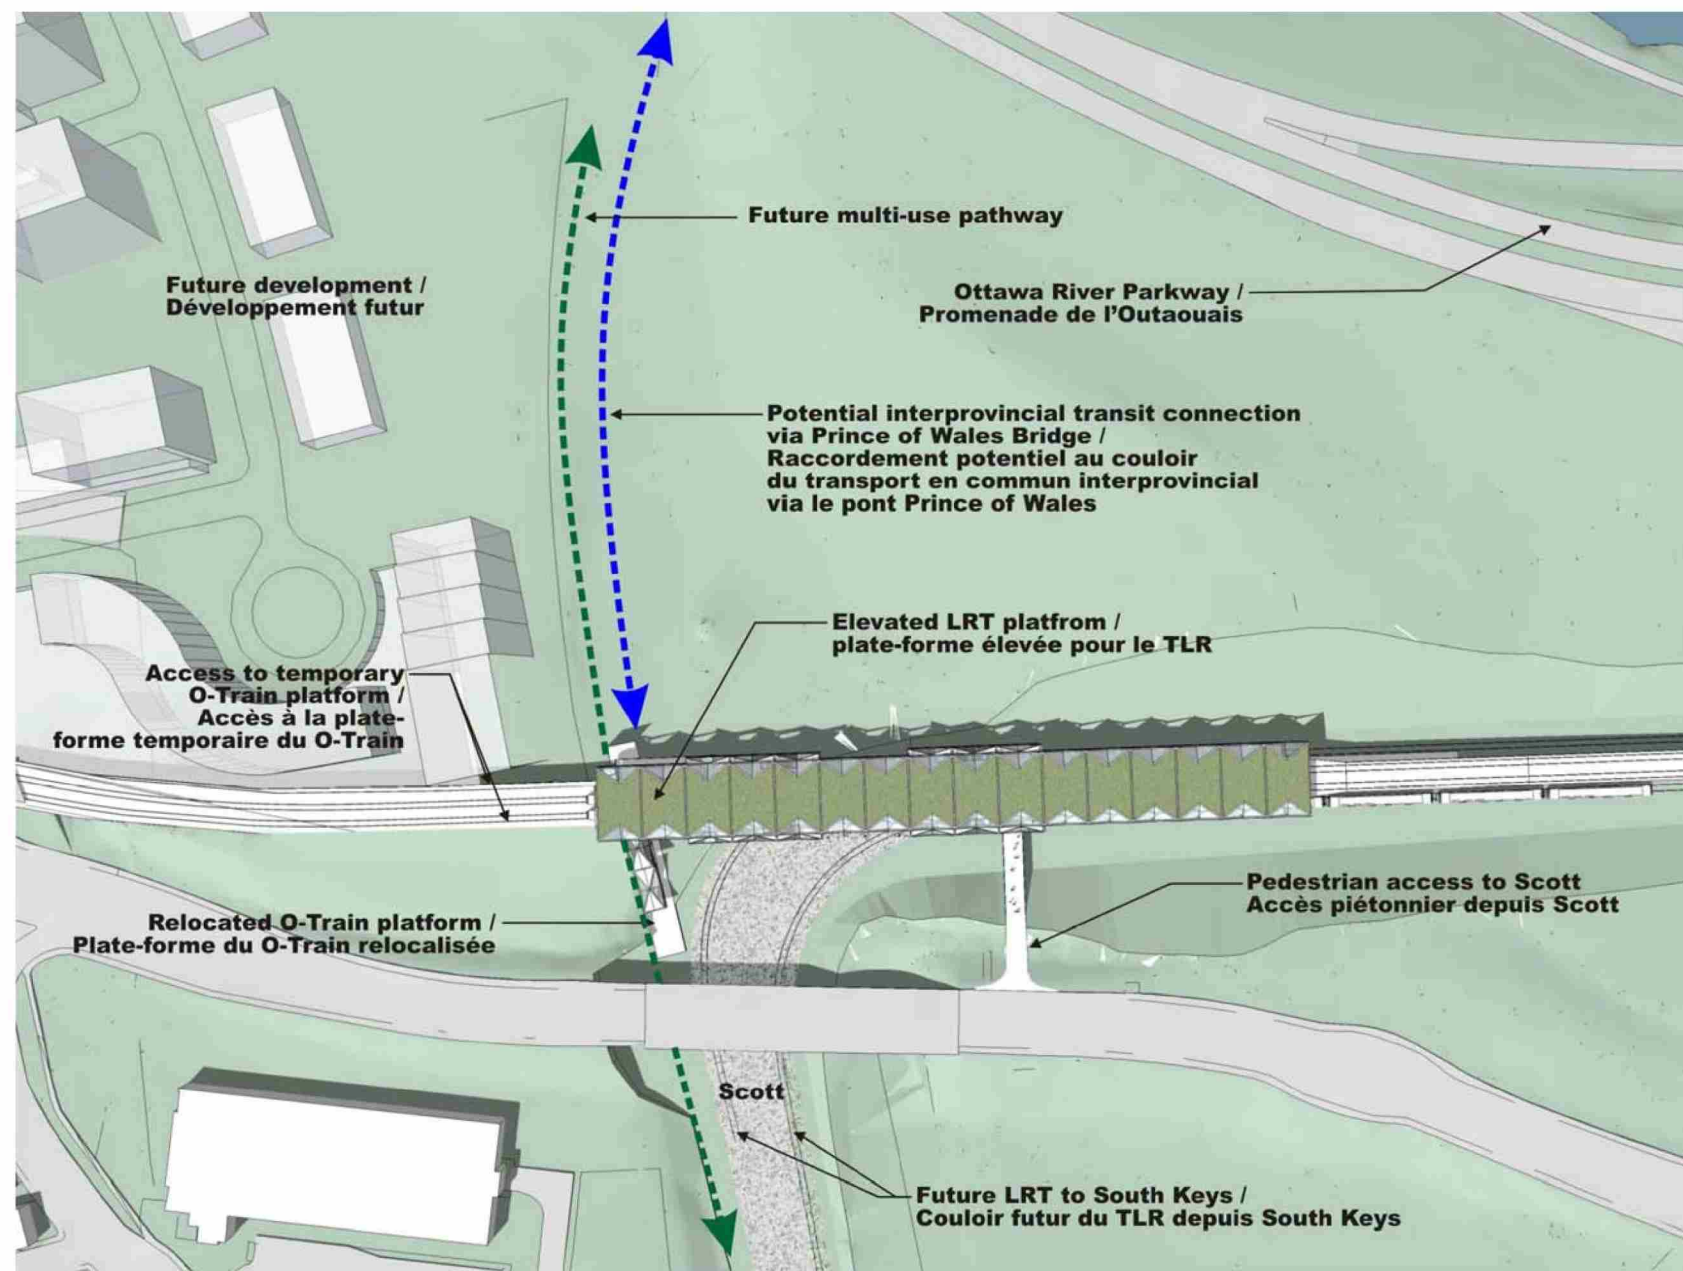 Future multi-use pathway
Future development /
Développement futur
Ottawa River Parkway /
Promenade de l'Outaouais
Potential interprovincial transit connection
via Prince of Wales Bridge /
Raccordement potentiel au couloir
du transport en commun interprovincial
via le pont Prince of Wales
Elevated LRT platfrom /
plate-forme élevée pour le TLR
Access to temporary
O-Train platform /
Accès à la plate-
forme temporaire du O-Train
Pedestrian access to Scott
Accès piétonnier depuis Scott
Relocated O-Train platform /
Plate-forme du O-Train relocalisée
Scott
Future LRT to South Keys /
Couloir futur du TLR depuis South Keys